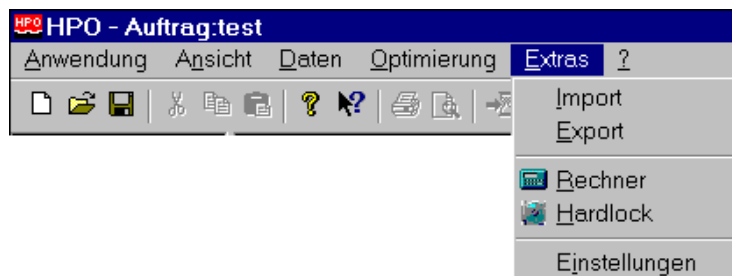 HPO HPO - Auftrag:test
Anwendung Ansicht Daten Optimierung Extras ?
Import
Export
Rechner
Hardlock
Einstellungen